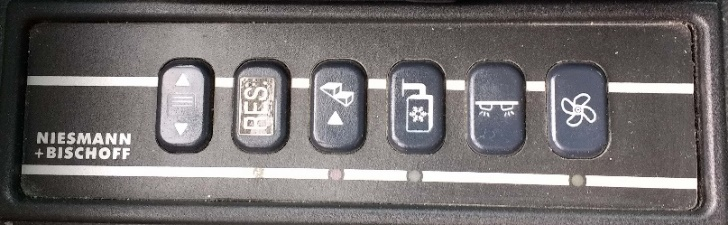 NIESMANN
+BISCHOFF
RES